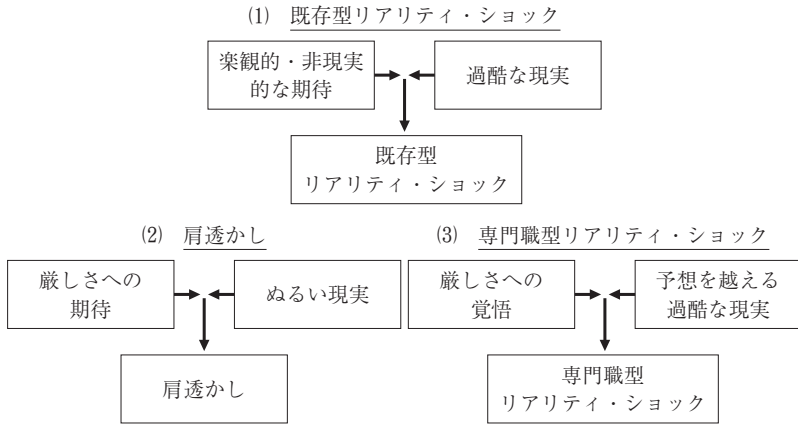 (1) 既存型リアリティ・ショック
楽観的・非現実
的な期待
過酷な現実
既存型
リアリティ・ショック
(2) 肩透かし
厳しさへの
期待
ぬるい現実
肩透かし
(3) 専門職型リアリティ・ショック
厳しさへの
覚悟
予想を越える
過酷な現実
専門職型
リアリティ・ショック